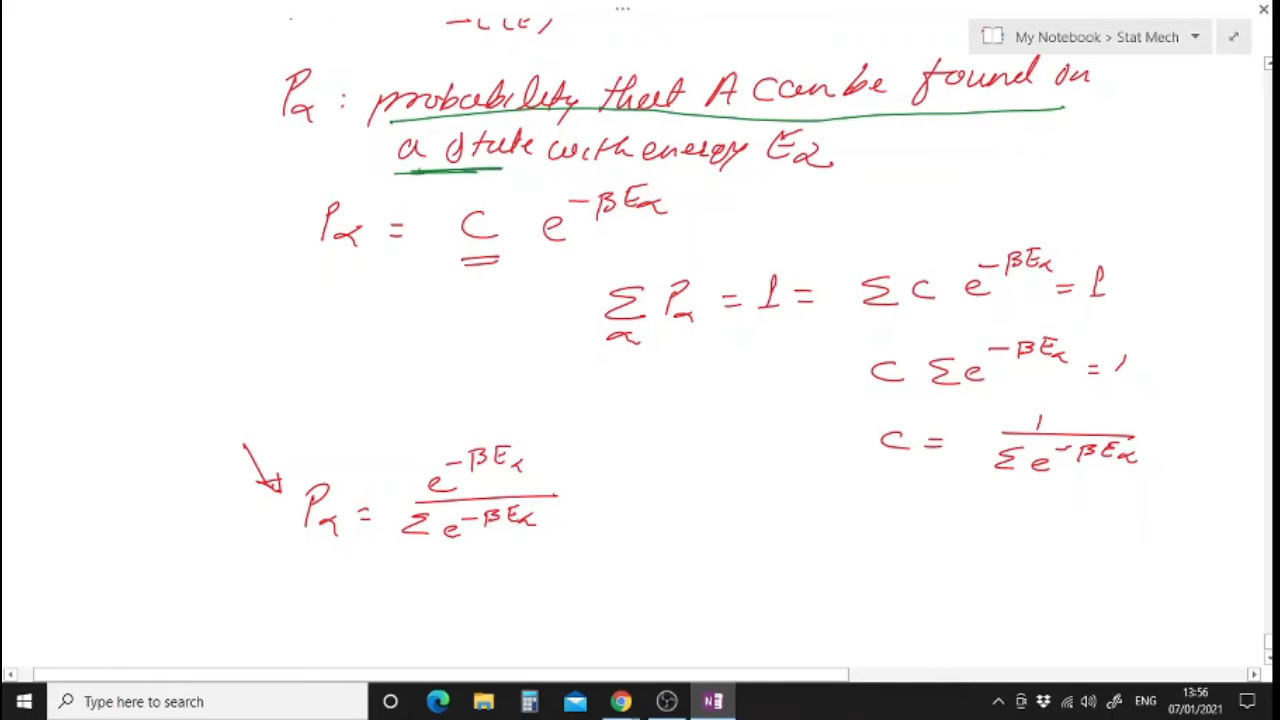 My Notebook > Stat Mech
Pα : probability that A can be found on
a state with energy Eα
Pα = C e^{-βEα}
∑_α Pα = 1 = ∑ C e^{-βEα} = 1
C ∑ e^{-βEα} = 1
C = 1 / ∑ e^{-βEα}
Pα = e^{-βEα} / ∑ e^{-βEα}
Type here to search
ENG
13:56
07/01/2021